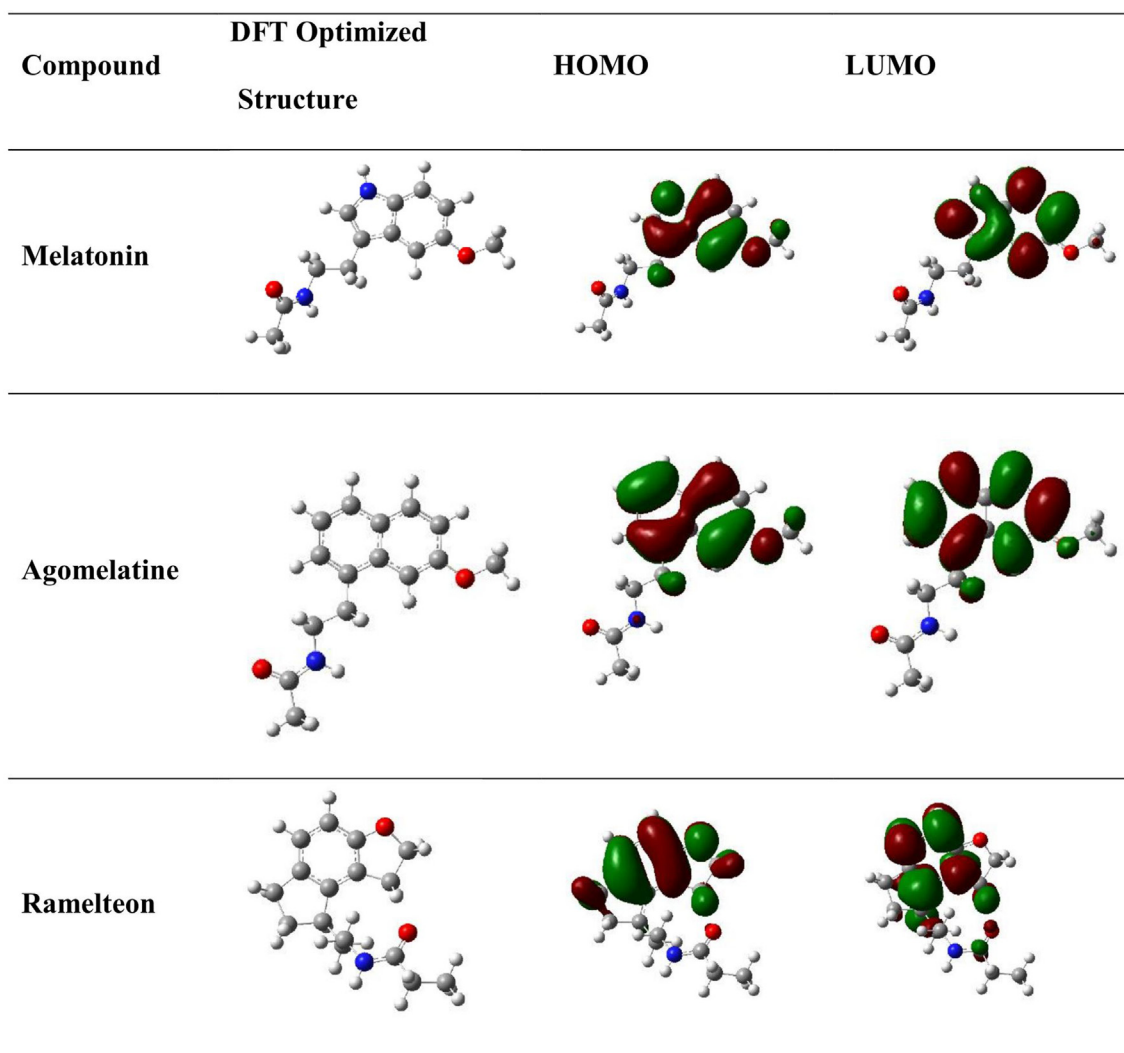 DFT Optimized
Compound HOMO LUMO
Structure
Melatonin
Agomelatine
Ramelteon